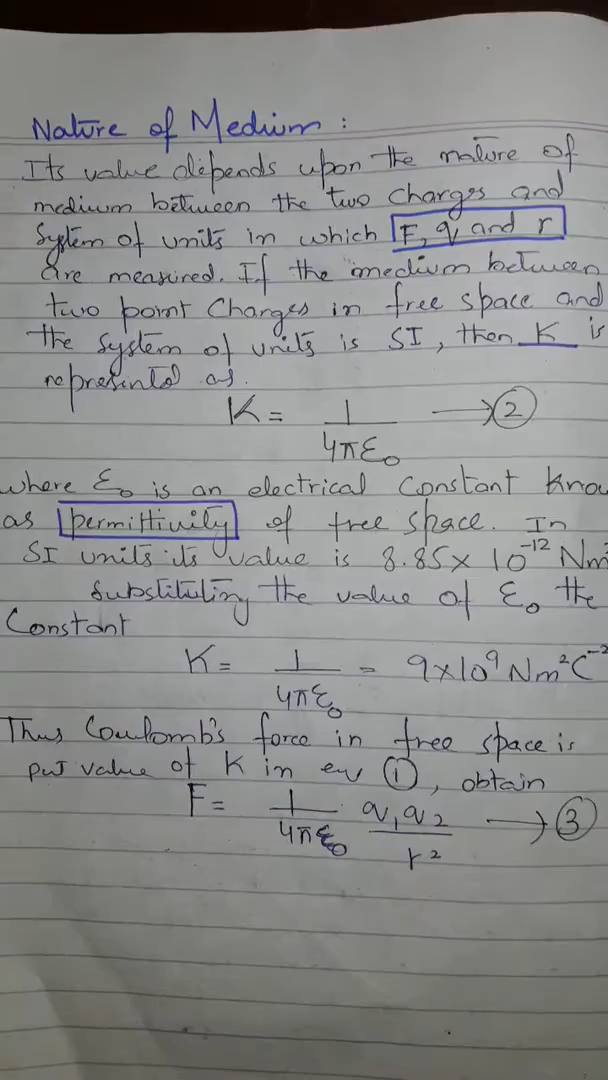 Nature of Medium :
Its value depends upon the nature of
medium between the two charges and
System of units in which F, q and r
are measured. If the medium between
two point Charges in free space and
the system of units is SI, then K is
represented as.
K = 1/4πε₀ → ②
where ε₀ is an electrical Constant Know
as permittivity of free space. In
SI units its value is 8.85 x 10⁻¹² Nm²
Substituting the value of ε₀ the
Constant
K = 1/4πε₀ = 9x10⁹ Nm²C⁻²
Thus Coulomb's force in free space is
put value of K in eq ①, obtain
F = 1/4πε₀ q₁q₂/r² → ③